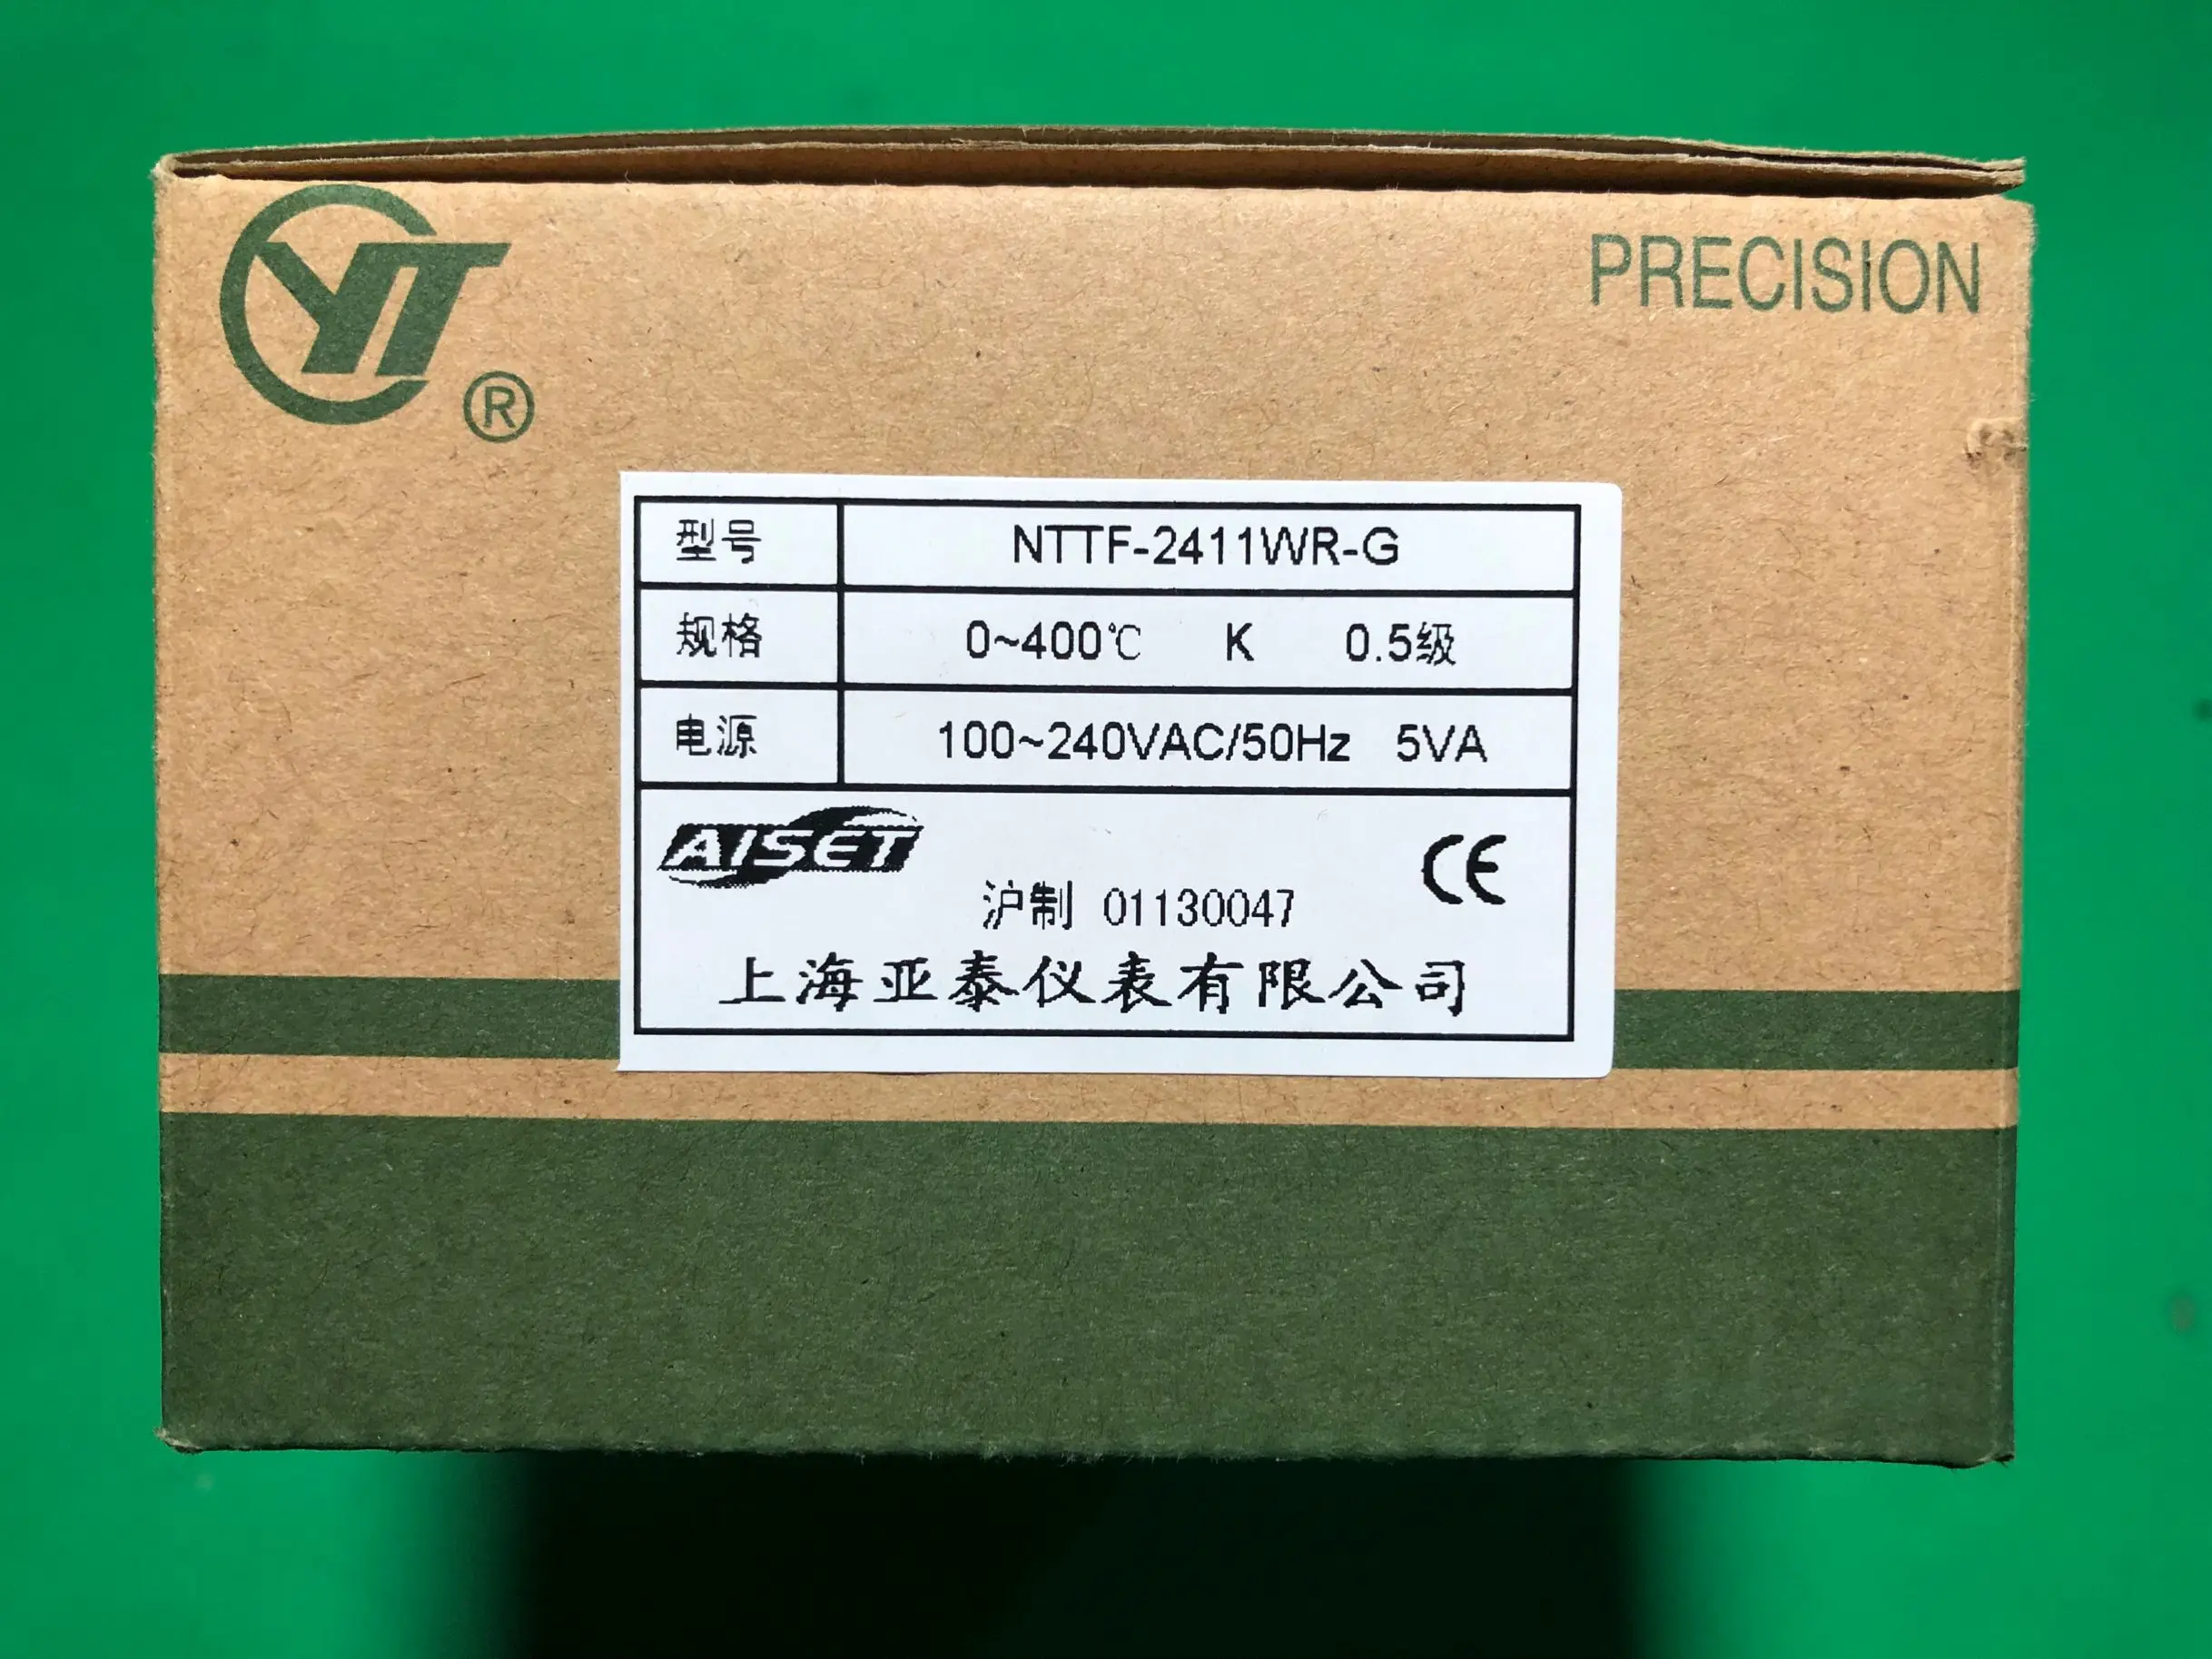 YT ®
PRECISION
型号 NTTF-2411WR-G
规格 0~400℃ K 0.5级
电源 100~240VAC/50Hz 5VA
AISET
CE
沪制 01130047
上海亚泰仪表有限公司